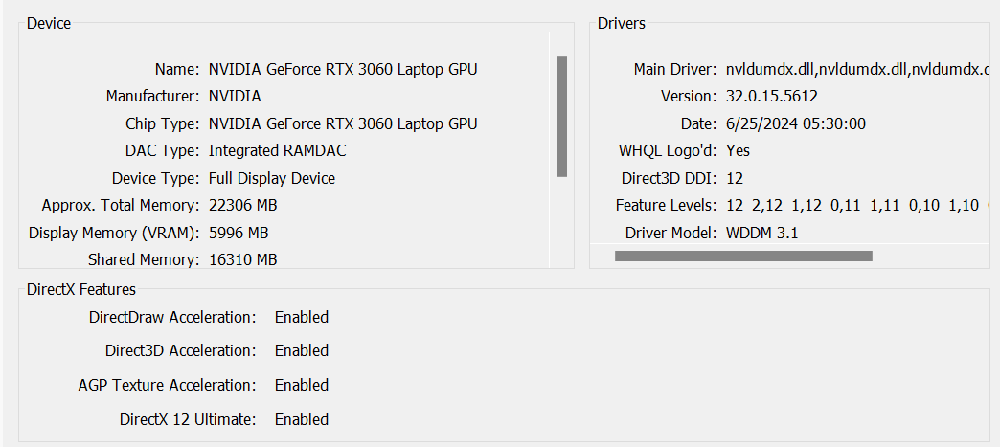 Device
Name: NVIDIA GeForce RTX 3060 Laptop GPU
Manufacturer: NVIDIA
Chip Type: NVIDIA GeForce RTX 3060 Laptop GPU
DAC Type: Integrated RAMDAC
Device Type: Full Display Device
Approx. Total Memory: 22306 MB
Display Memory (VRAM): 5996 MB
Shared Memory: 16310 MB
Drivers
Main Driver: nvldumdx.dll,nvldumdx.dll,nvldumdx.d
Version: 32.0.15.5612
Date: 6/25/2024 05:30:00
WHQL Logo'd: Yes
Direct3D DDI: 12
Feature Levels: 12_2,12_1,12_0,11_1,11_0,10_1,10_0
Driver Model: WDDM 3.1
DirectX Features
DirectDraw Acceleration: Enabled
Direct3D Acceleration: Enabled
AGP Texture Acceleration: Enabled
DirectX 12 Ultimate: Enabled